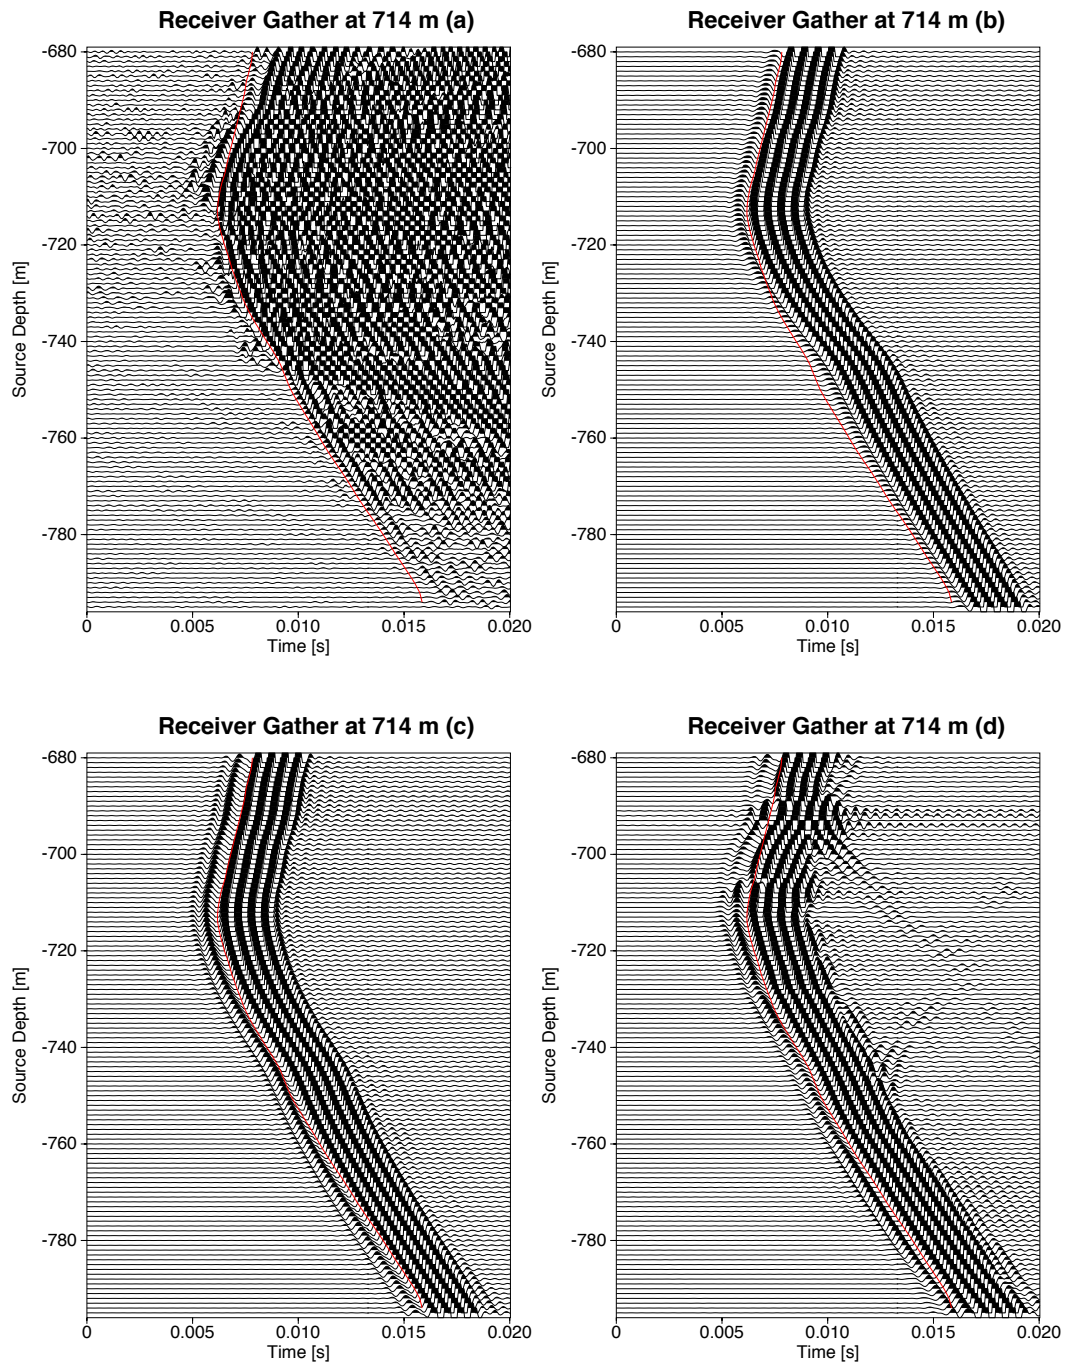 Receiver Gather at 714 m (a)
Source Depth [m]
-680
-700
-720
-740
-760
-780
0 0.005 0.010 0.015 0.020
Time [s]
Receiver Gather at 714 m (b)
Source Depth [m]
-680
-700
-720
-740
-760
-780
0 0.005 0.010 0.015 0.020
Time [s]
Receiver Gather at 714 m (c)
Source Depth [m]
-680
-700
-720
-740
-760
-780
0 0.005 0.010 0.015 0.020
Time [s]
Receiver Gather at 714 m (d)
Source Depth [m]
-680
-700
-720
-740
-760
-780
0 0.005 0.010 0.015 0.020
Time [s]